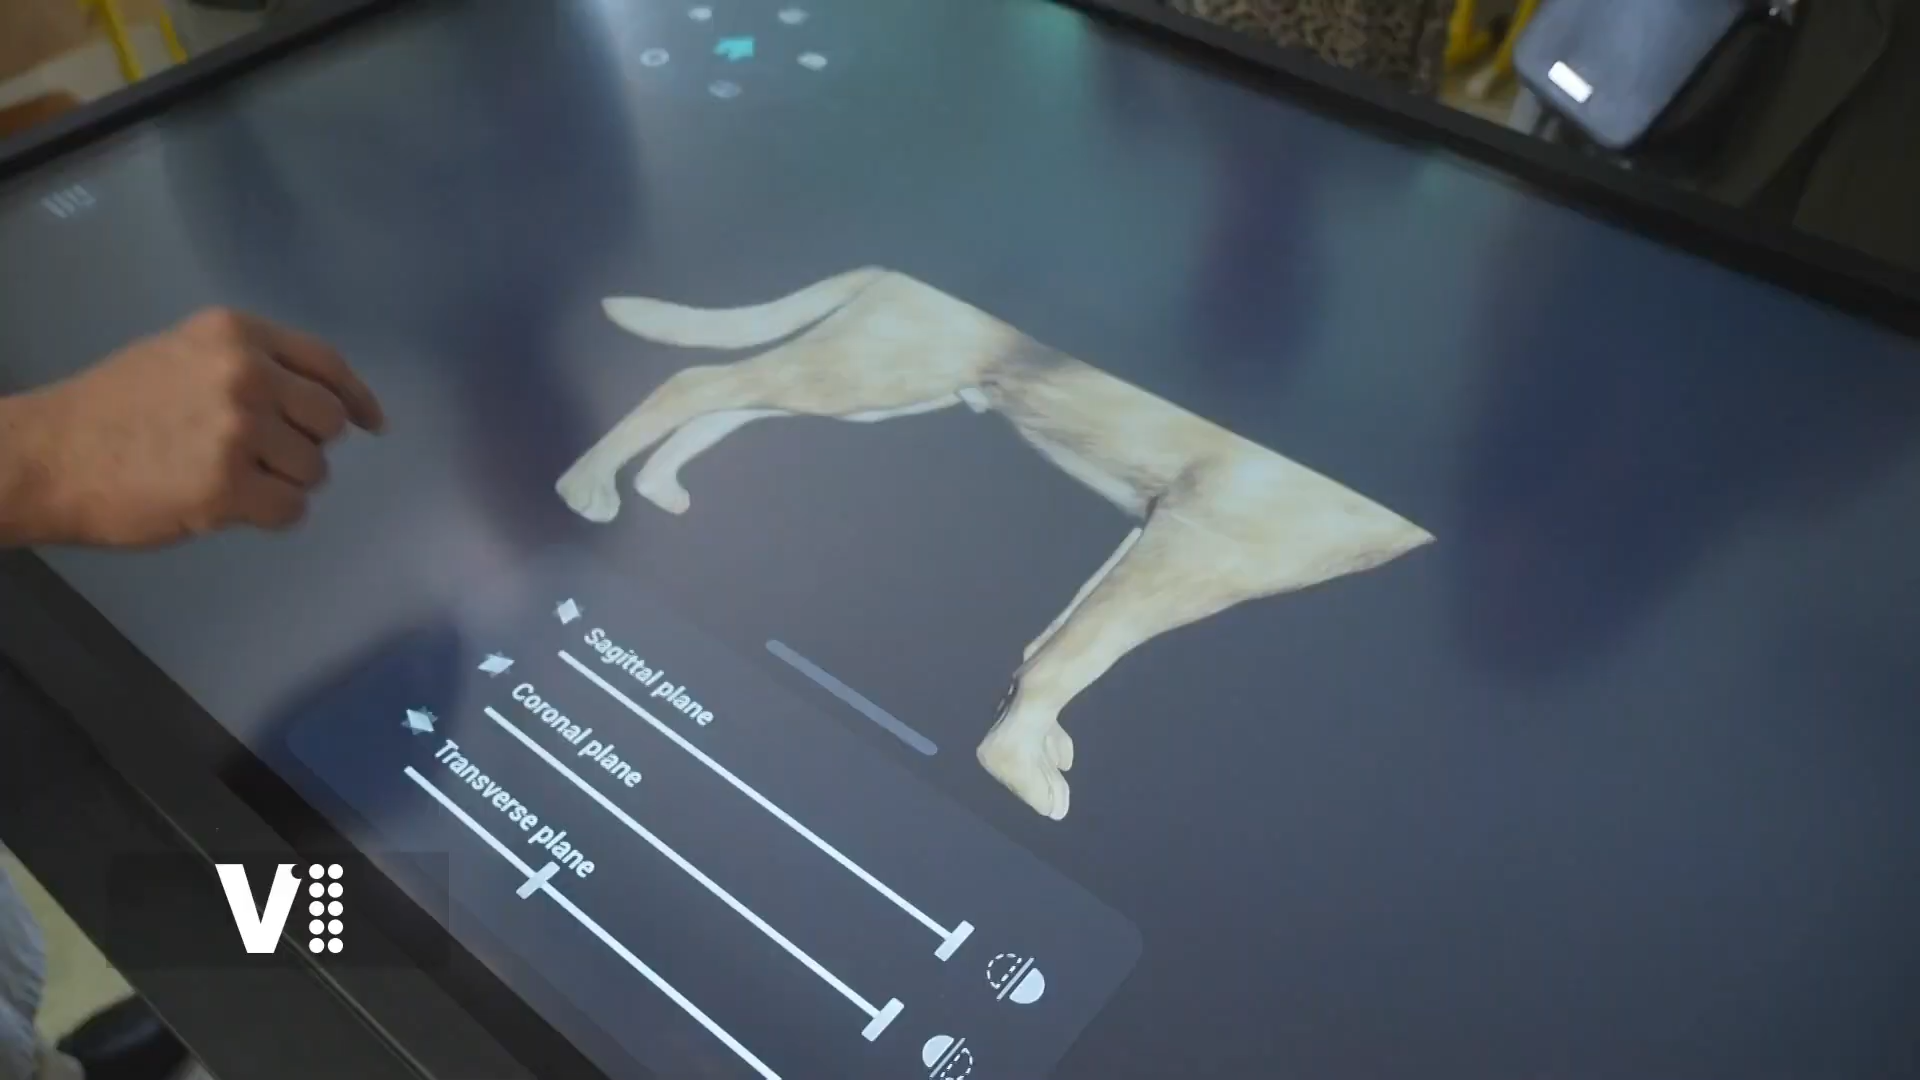 Sagittal plane
Coronal plane
Transverse plane
V